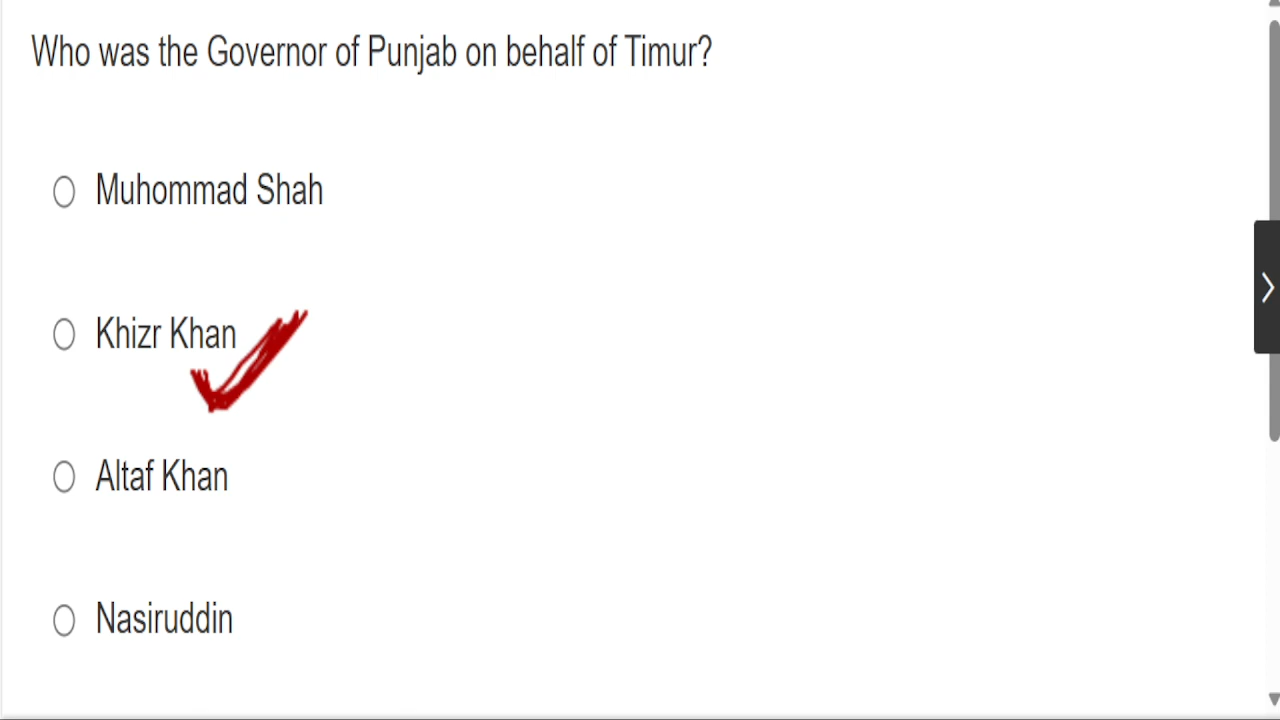 Who was the Governor of Punjab on behalf of Timur?
Muhommad Shah
Khizr Khan
Altaf Khan
Nasiruddin